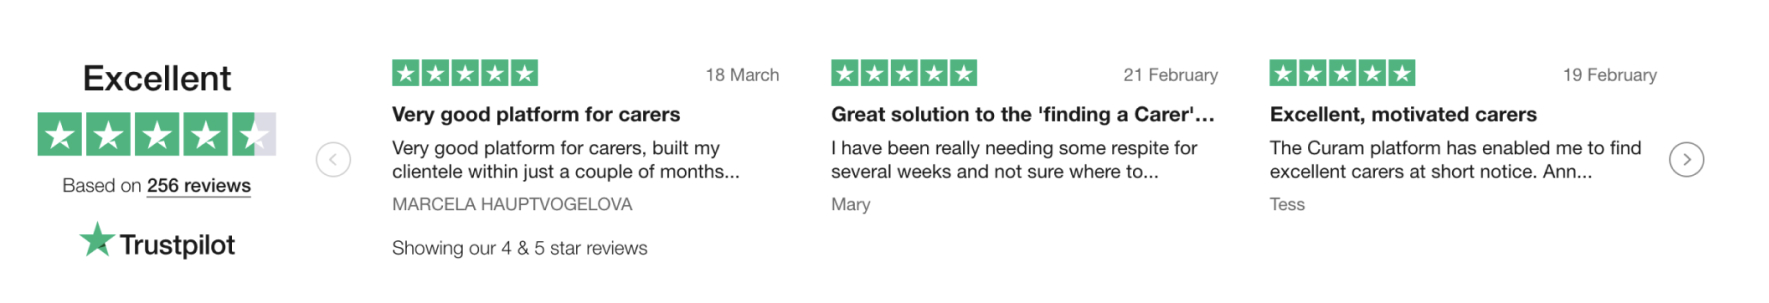 Excellent
Based on 256 reviews
Trustpilot
18 March
Very good platform for carers
Very good platform for carers, built my
clientele within just a couple of months...
MARCELA HAUPTVOGELOVA
Showing our 4 & 5 star reviews
21 February
Great solution to the 'finding a Carer'...
I have been really needing some respite for
several weeks and not sure where to...
Mary
19 February
Excellent, motivated carers
The Curam platform has enabled me to find
excellent carers at short notice. Ann...
Tess